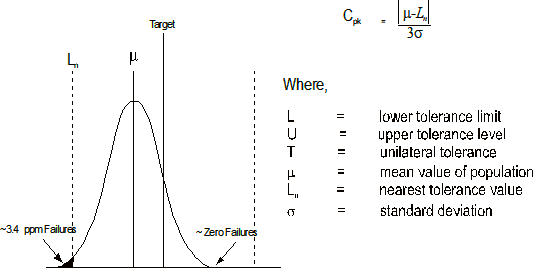 Target
Cpk = |μ-Ln|
3σ
Ln
μ
Where,
L = lower tolerance limit
U = upper tolerance level
T = unilateral tolerance
μ = mean value of population
Ln = nearest tolerance value
σ = standard deviation
~3.4 ppm Failures
~ Zero Failures